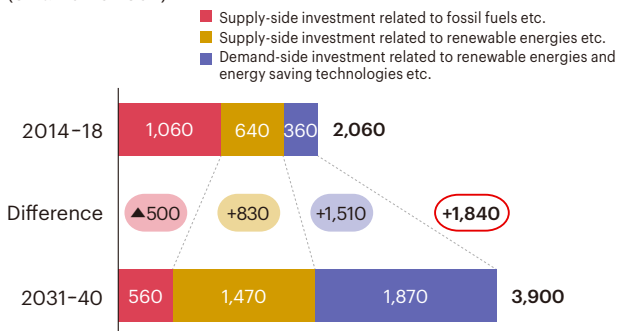 Supply-side investment related to fossil fuels etc.
Supply-side investment related to renewable energies etc.
Demand-side investment related to renewable energies and
energy saving technologies etc.
2014–18 1,060 640 360 2,060
Difference ▲500 +830 +1,510 +1,840
2031–40 560 1,470 1,870 3,900